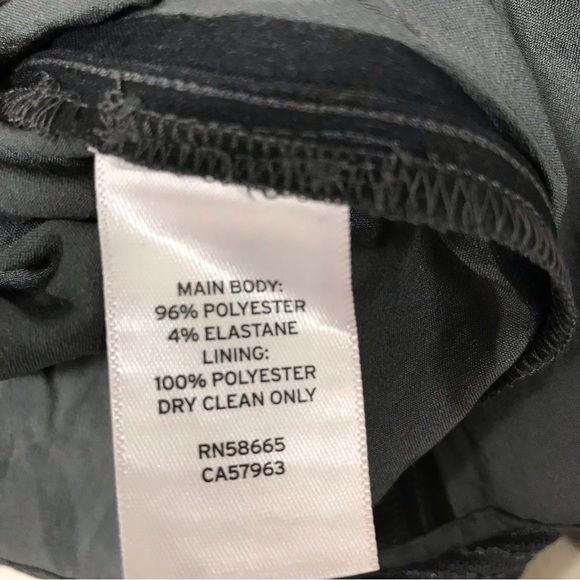 MAIN BODY:
96% POLYESTER
4% ELASTANE
LINING:
100% POLYESTER
DRY CLEAN ONLY
RN58665
CA57963